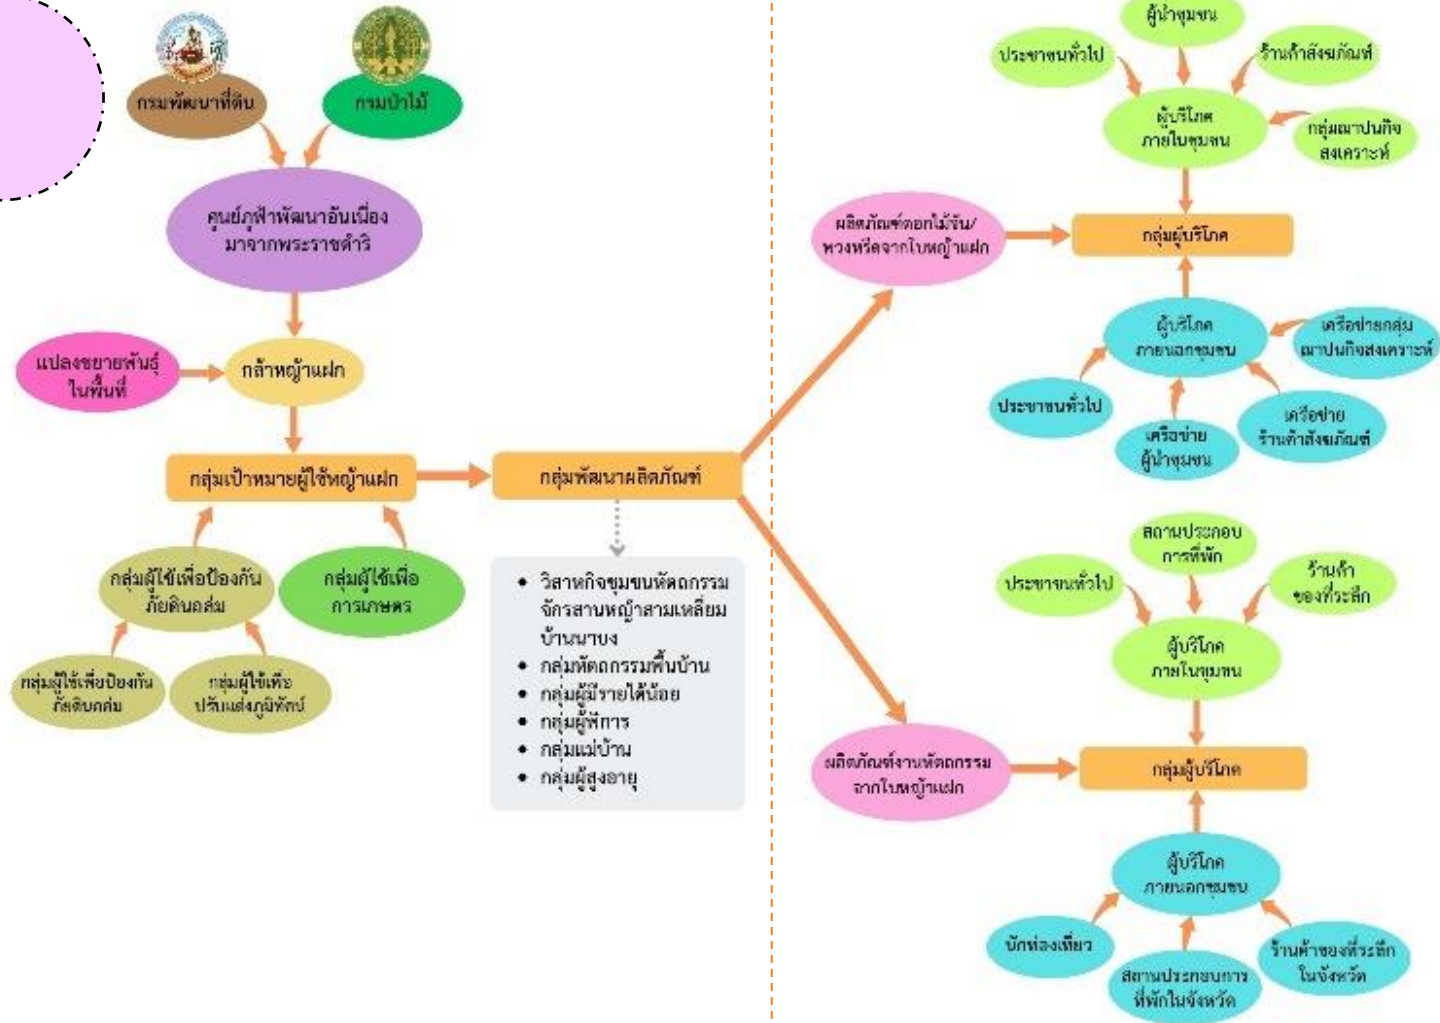 กรมพัฒนาที่ดิน
กรมป่าไม้
ศูนย์ภูฟ้าพัฒนาอันเนื่อง
มาจากพระราชดำริ
แปลงขยายพันธุ์
ในพื้นที่
กล้าหญ้าแฝก
กลุ่มเป้าหมายผู้ใช้หญ้าแฝก
กลุ่มผู้ใช้เพื่อป้องกัน
ภัยดินถล่ม
กลุ่มผู้ใช้เพื่อ
การเกษตร
กลุ่มผู้ใช้เพื่อป้องกัน
ภัยดินถล่ม
กลุ่มผู้ใช้เพื่อ
ปรับแต่งภูมิทัศน์
กลุ่มพัฒนาผลิตภัณฑ์
• วิสาหกิจชุมชนหัตถกรรม
จักรสานหญ้าสามเหลี่ยม
บ้านนาบง
• กลุ่มหัตถกรรมพื้นบ้าน
• กลุ่มผู้มีรายได้น้อย
• กลุ่มผู้พิการ
• กลุ่มแม่บ้าน
• กลุ่มผู้สูงอายุ
ผลิตภัณฑ์ดอกไม้จัน/
พวงหรีดจากใบหญ้าแฝก
ผู้นำชุมชน
ประชาชนทั่วไป
ร้านค้าสังฆภัณฑ์
ผู้บริโภค
ภายในชุมชน
กลุ่มฌาปนกิจ
สงเคราะห์
กลุ่มผู้บริโภค
ผู้บริโภค
ภายนอกชุมชน
เครือข่ายกลุ่ม
ฌาปนกิจสงเคราะห์
ประชาชนทั่วไป
เครือข่าย
ผู้นำชุมชน
เครือข่าย
ร้านค้าสังฆภัณฑ์
ผลิตภัณฑ์งานหัตถกรรม
จากใบหญ้าแฝก
สถานประกอบ
การที่พัก
ประชาชนทั่วไป
ร้านค้า
ของที่ระลึก
ผู้บริโภค
ภายในชุมชน
กลุ่มผู้บริโภค
ผู้บริโภค
ภายนอกชุมชน
นักท่องเที่ยว
สถานประกอบการ
ที่พักในจังหวัด
ร้านค้าของที่ระลึก
ในจังหวัด